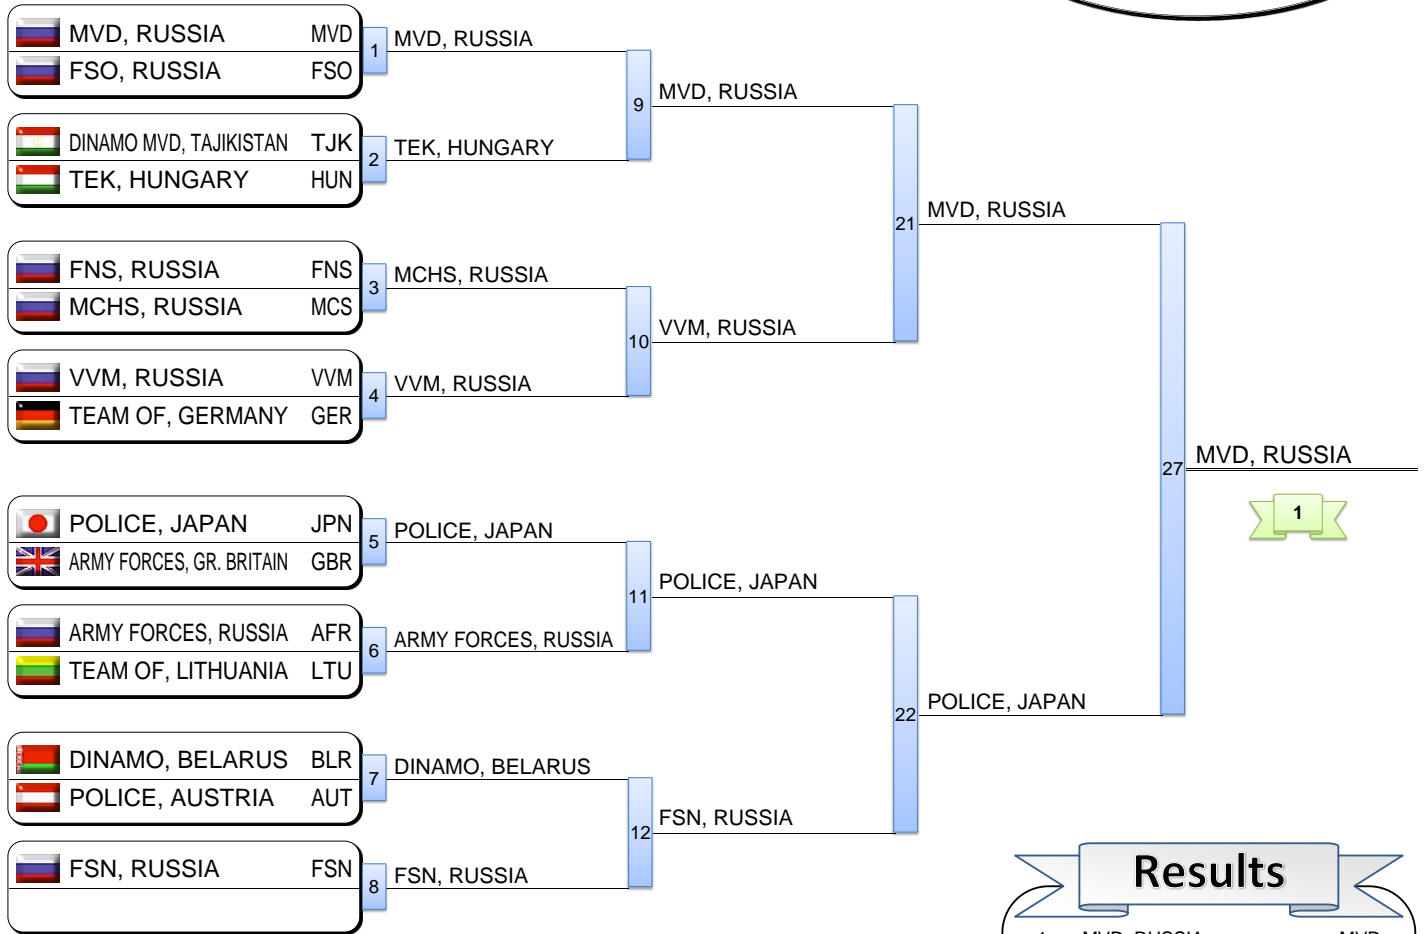 MVD, RUSSIA MVD
FSO, RUSSIA FSO
1 MVD, RUSSIA
DINAMO MVD, TAJIKISTAN TJK
TEK, HUNGARY HUN
2 TEK, HUNGARY
9 MVD, RUSSIA
FNS, RUSSIA FNS
MCHS, RUSSIA MCS
3 MCHS, RUSSIA
VVM, RUSSIA VVM
TEAM OF, GERMANY GER
4 VVM, RUSSIA
10 VVM, RUSSIA
21 MVD, RUSSIA
POLICE, JAPAN JPN
ARMY FORCES, GR. BRITAIN GBR
5 POLICE, JAPAN
ARMY FORCES, RUSSIA AFR
TEAM OF, LITHUANIA LTU
6 ARMY FORCES, RUSSIA
11 POLICE, JAPAN
DINAMO, BELARUS BLR
POLICE, AUSTRIA AUT
7 DINAMO, BELARUS
FSN, RUSSIA FSN
8 FSN, RUSSIA
12 FSN, RUSSIA
22 POLICE, JAPAN
27 MVD, RUSSIA
1
Results
1 MVD, RUSSIA MVD